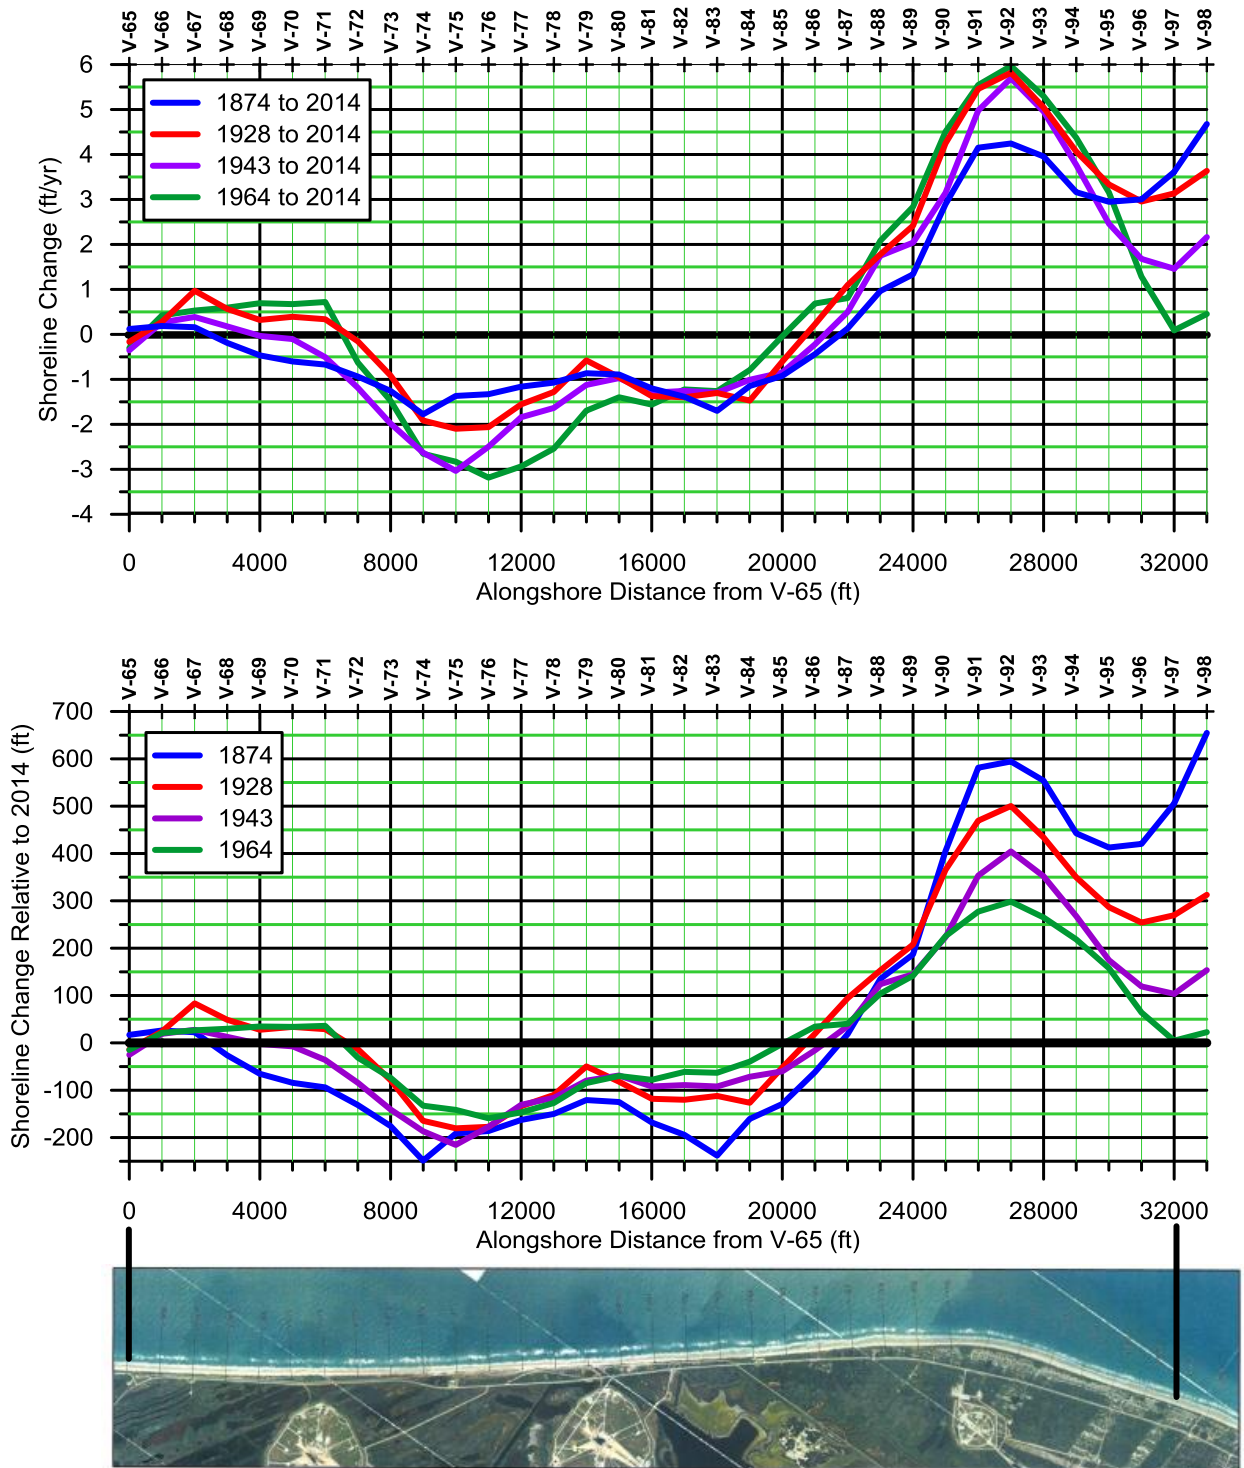 V-65 V-66 V-67 V-68 V-69 V-70 V-71 V-72 V-73 V-74 V-75 V-76 V-77 V-78 V-79 V-80 V-81 V-82 V-83 V-84 V-85 V-86 V-87 V-88 V-89 V-90 V-91 V-92 V-93 V-94 V-95 V-96 V-97 V-98
Shoreline Change (ft/yr)
6
5
4
3
2
1
0
-1
-2
-3
-4
1874 to 2014
1928 to 2014
1943 to 2014
1964 to 2014
0 4000 8000 12000 16000 20000 24000 28000 32000
Alongshore Distance from V-65 (ft)
V-65 V-66 V-67 V-68 V-69 V-70 V-71 V-72 V-73 V-74 V-75 V-76 V-77 V-78 V-79 V-80 V-81 V-82 V-83 V-84 V-85 V-86 V-87 V-88 V-89 V-90 V-91 V-92 V-93 V-94 V-95 V-96 V-97 V-98
Shoreline Change Relative to 2014 (ft)
700
600
500
400
300
200
100
0
-100
-200
1874
1928
1943
1964
0 4000 8000 12000 16000 20000 24000 28000 32000
Alongshore Distance from V-65 (ft)